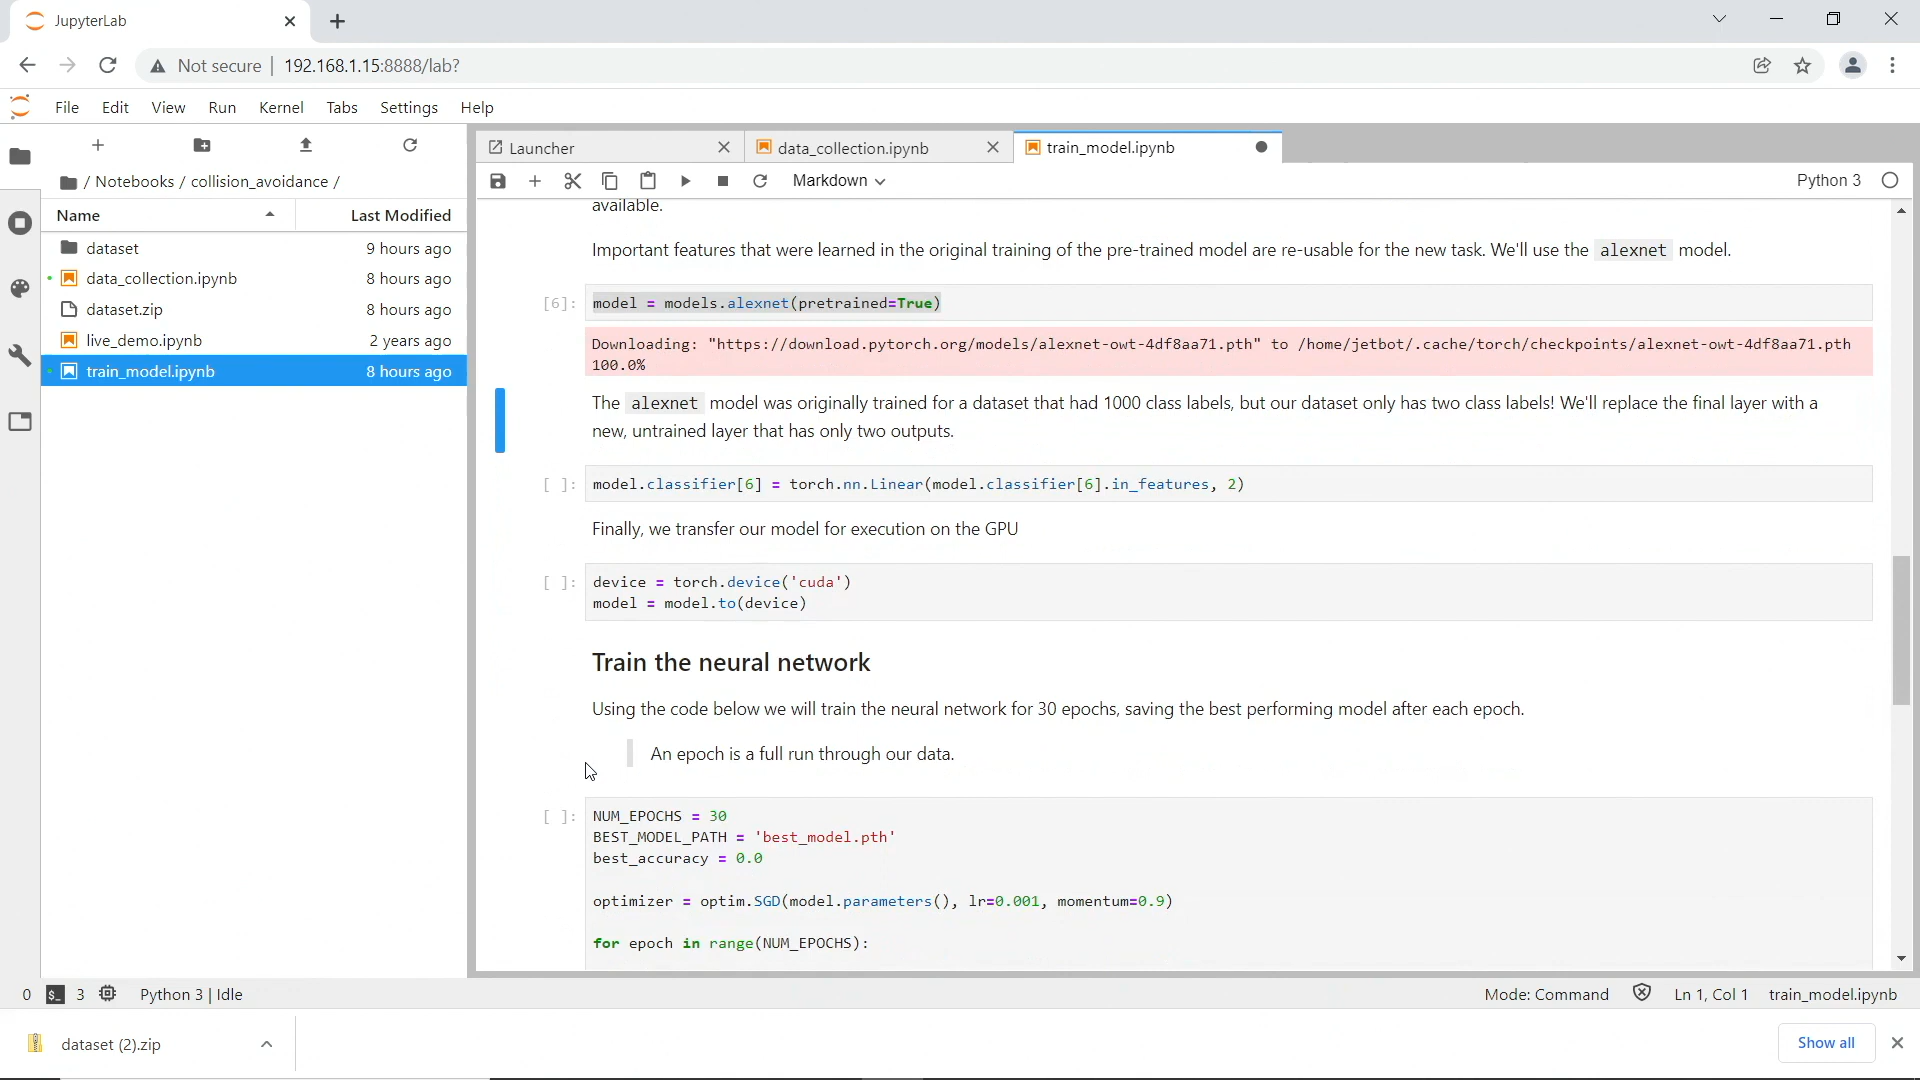 JupyterLab
Not secure | 192.168.1.15:8888/lab?
File Edit View Run Kernel Tabs Settings Help
/ Notebooks / collision_avoidance /
Name Last Modified
dataset 9 hours ago
data_collection.ipynb 8 hours ago
dataset.zip 8 hours ago
live_demo.ipynb 2 years ago
train_model.ipynb 8 hours ago
Launcher data_collection.ipynb train_model.ipynb
Markdown Python 3
available.
Important features that were learned in the original training of the pre-trained model are re-usable for the new task. We'll use the alexnet model.
[6]: model = models.alexnet(pretrained=True)
Downloading: "https://download.pytorch.org/models/alexnet-owt-4df8aa71.pth" to /home/jetbot/.cache/torch/checkpoints/alexnet-owt-4df8aa71.pth
100.0%
The alexnet model was originally trained for a dataset that had 1000 class labels, but our dataset only has two class labels! We'll replace the final layer with a
new, untrained layer that has only two outputs.
[ ]: model.classifier[6] = torch.nn.Linear(model.classifier[6].in_features, 2)
Finally, we transfer our model for execution on the GPU
[ ]: device = torch.device('cuda')
model = model.to(device)
Train the neural network
Using the code below we will train the neural network for 30 epochs, saving the best performing model after each epoch.
An epoch is a full run through our data.
[ ]: NUM_EPOCHS = 30
BEST_MODEL_PATH = 'best_model.pth'
best_accuracy = 0.0
optimizer = optim.SGD(model.parameters(), lr=0.001, momentum=0.9)
for epoch in range(NUM_EPOCHS):
0 $_ 3 Python 3 | Idle Mode: Command Ln 1, Col 1 train_model.ipynb
dataset (2).zip Show all